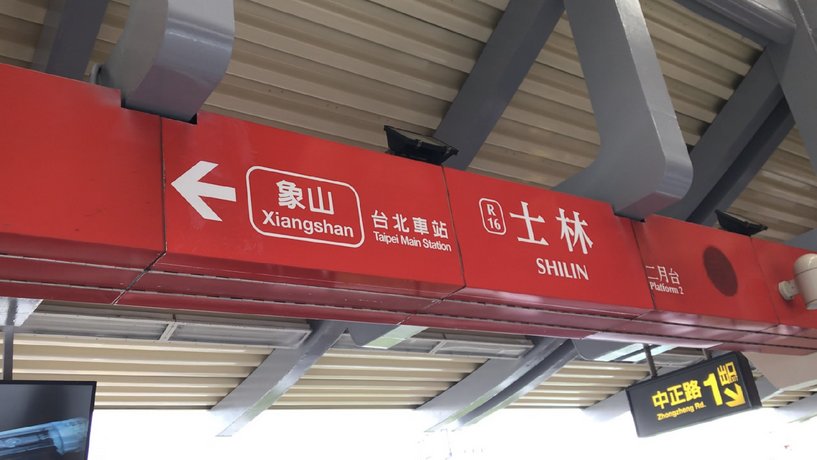 象山
Xiangshan
台北車站
Taipei Main Station
R
16
士林
SHILIN
二月台
Platform 2
中正路
Zhongzheng Rd.
1
出口